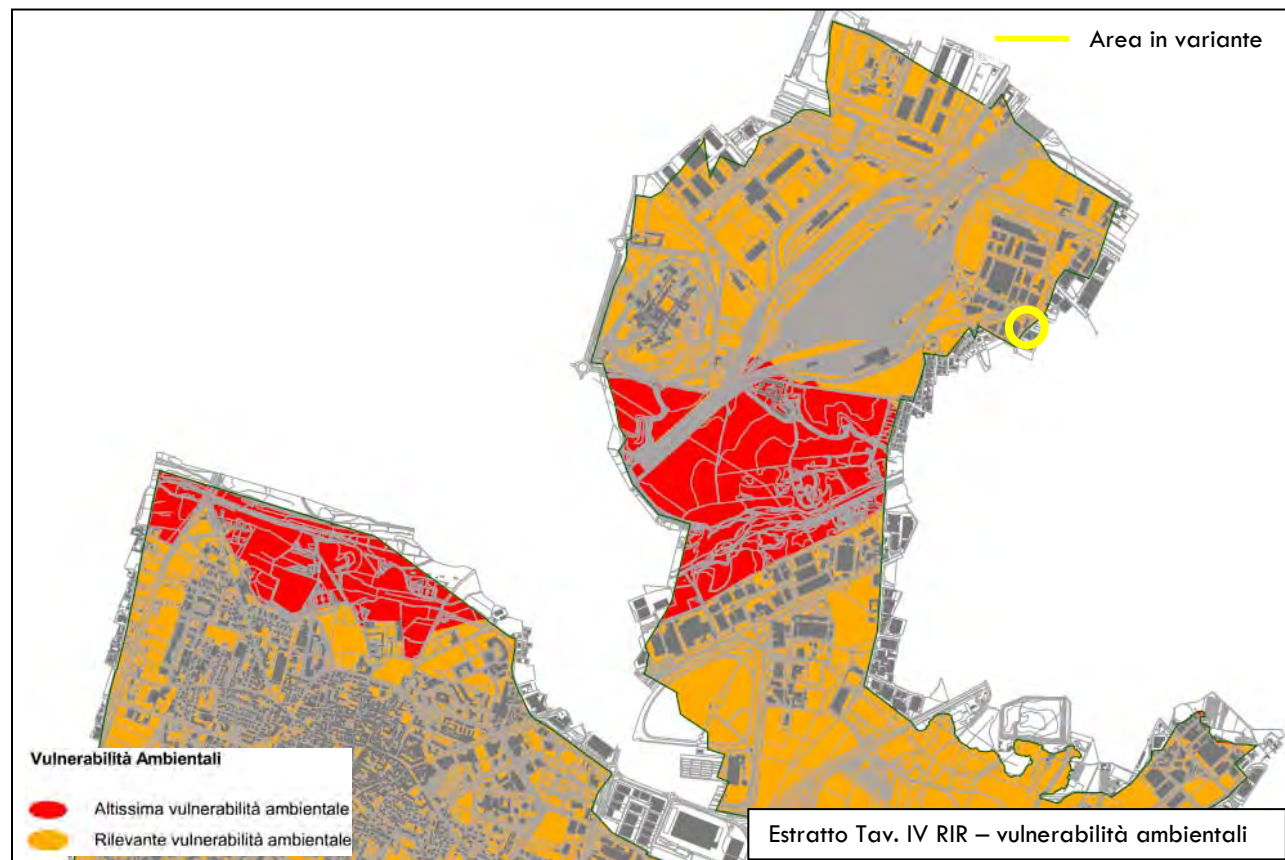 Area in variante
Vulnerabilità Ambientali
Altissima vulnerabilità ambientale
Rilevante vulnerabilità ambientale
Estratto Tav. IV RIR – vulnerabilità ambientali